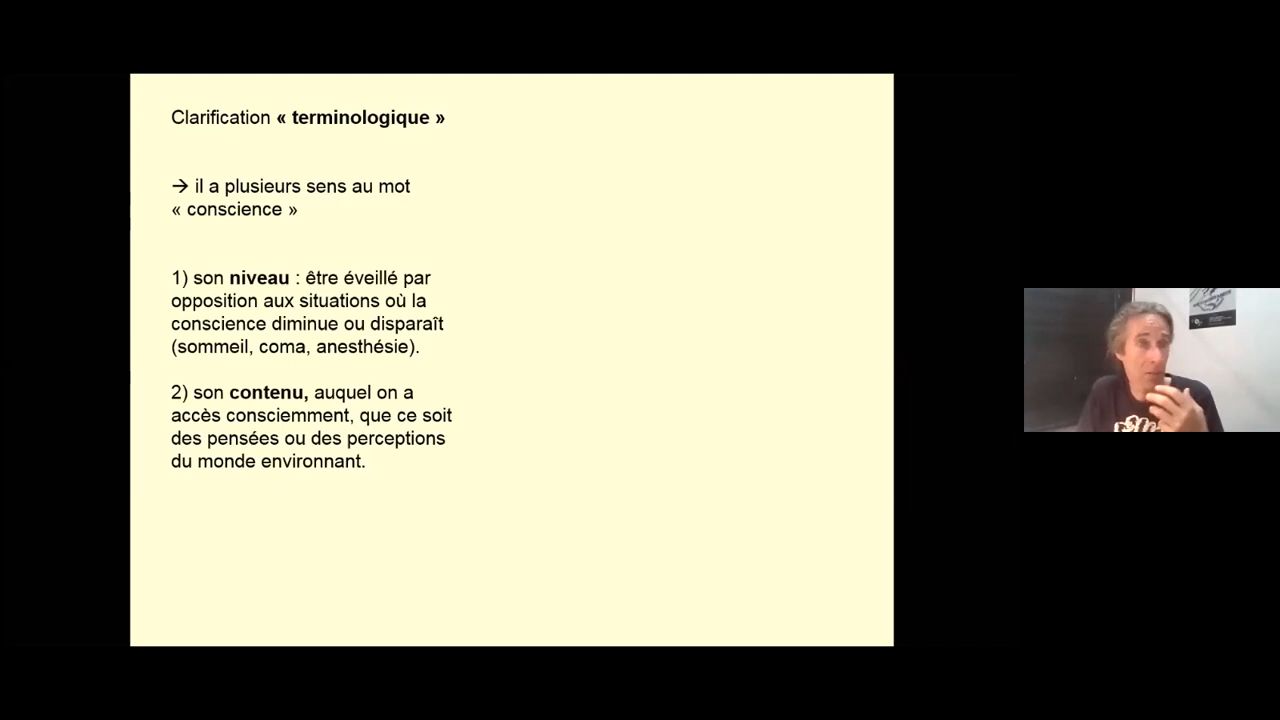 Clarification « terminologique »
→ il a plusieurs sens au mot
« conscience »
1) son niveau : être éveillé par
opposition aux situations où la
conscience diminue ou disparaît
(sommeil, coma, anesthésie).
2) son contenu, auquel on a
accès consciemment, que ce soit
des pensées ou des perceptions
du monde environnant.